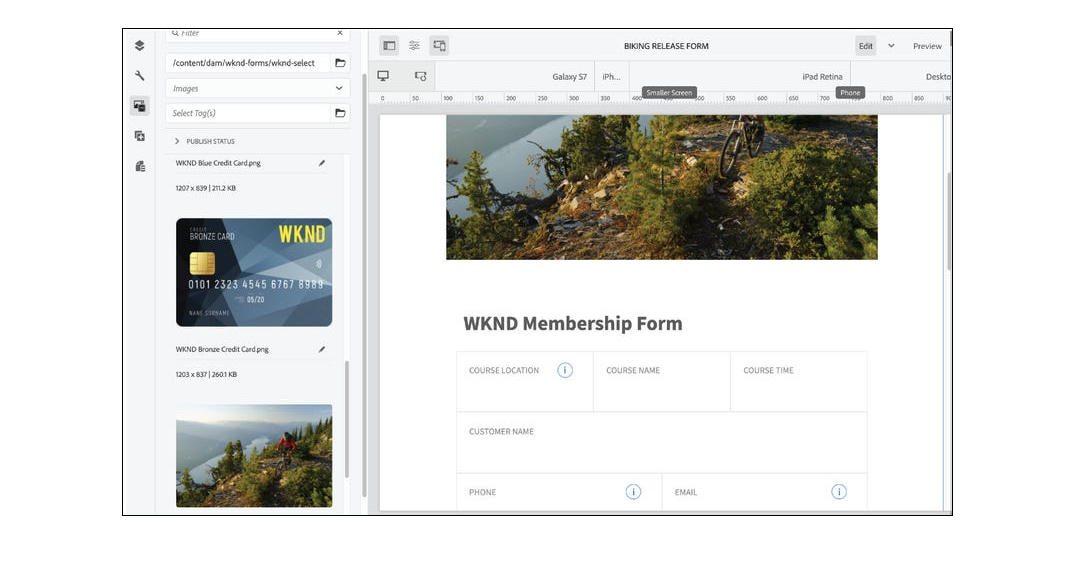 Filter
/content/dam/wknd-forms/wknd-select
Images
Select Tag(s)
PUBLISH STATUS
WKND Blue Credit Card.png
1207 x 839 | 211.2 KB
CREDIT
BRONZE CARD
WKND
0101 2323 4545 6767 8989
05/20
NAME SURNAME
WKND Bronze Credit Card.png
1203 x 837 | 260.1 KB
BIKING RELEASE FORM
Edit
Preview
Galaxy S7
iPh...
iPad Retina
Deskto
Smaller Screen
Phone
0 50 100 150 200 250 300 350 400 500 550 600 650 700 800 850
WKND Membership Form
COURSE LOCATION
COURSE NAME
COURSE TIME
CUSTOMER NAME
PHONE
EMAIL